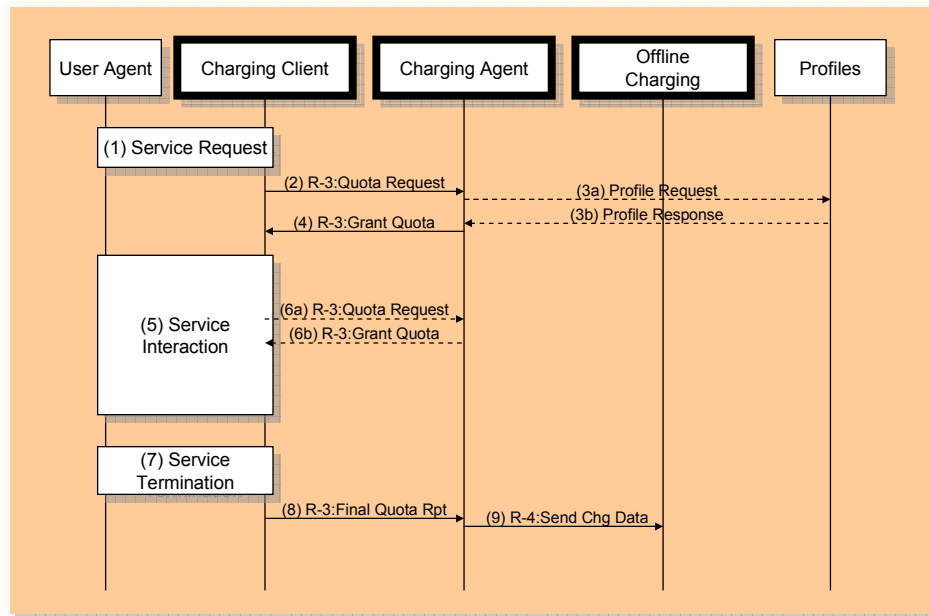 User Agent
Charging Client
Charging Agent
Offline
Charging
Profiles
(1) Service Request
(2) R-3:Quota Request
(3a) Profile Request
(3b) Profile Response
(4) R-3:Grant Quota
(5) Service
Interaction
(6a) R-3:Quota Request
(6b) R-3:Grant Quota
(7) Service
Termination
(8) R-3:Final Quota Rpt
(9) R-4:Send Chg Data